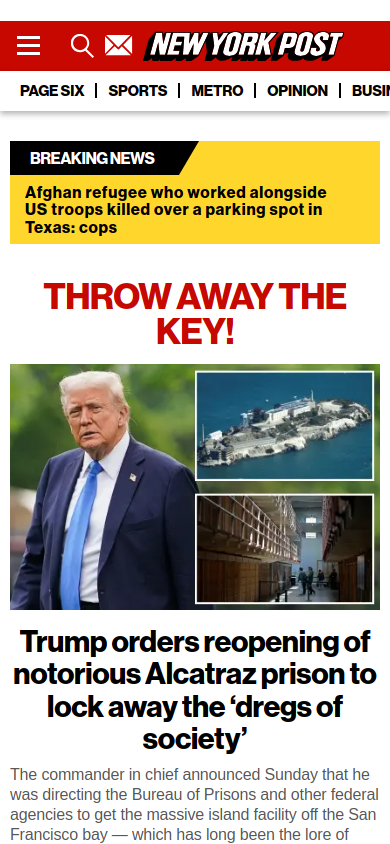 NEW YORK POST
PAGE SIX | SPORTS | METRO | OPINION | BUSIN
BREAKING NEWS
Afghan refugee who worked alongside
US troops killed over a parking spot in
Texas: cops
THROW AWAY THE
KEY!
Trump orders reopening of
notorious Alcatraz prison to
lock away the ‘dregs of
society’
The commander in chief announced Sunday that he
was directing the Bureau of Prisons and other federal
agencies to get the massive island facility off the San
Francisco bay — which has long been the lore of